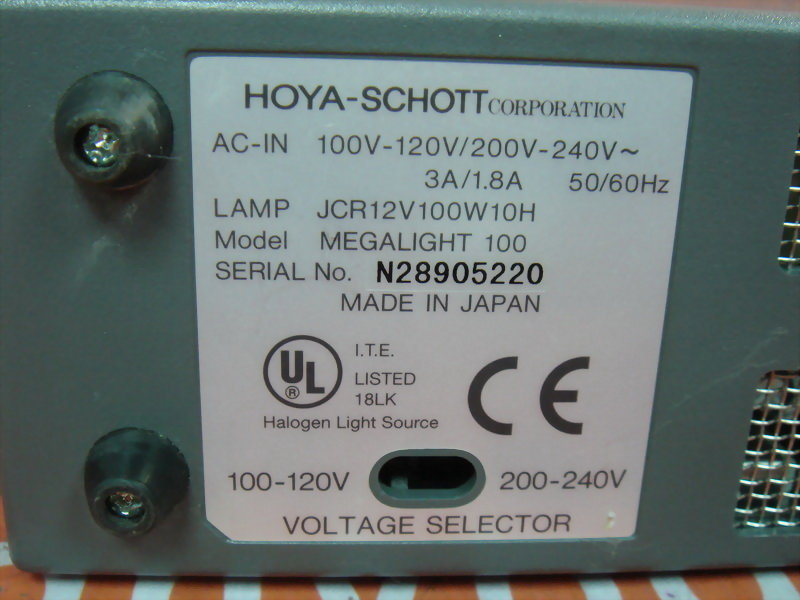 HOYA-SCHOTT CORPORATION
AC-IN 100V-120V/200V-240V~
3A/1.8A 50/60Hz
LAMP JCR12V100W10H
Model MEGALIGHT 100
SERIAL No. N28905220
MADE IN JAPAN
UL ® I.T.E.
LISTED
18LK
CE
Halogen Light Source
100-120V 200-240V
VOLTAGE SELECTOR